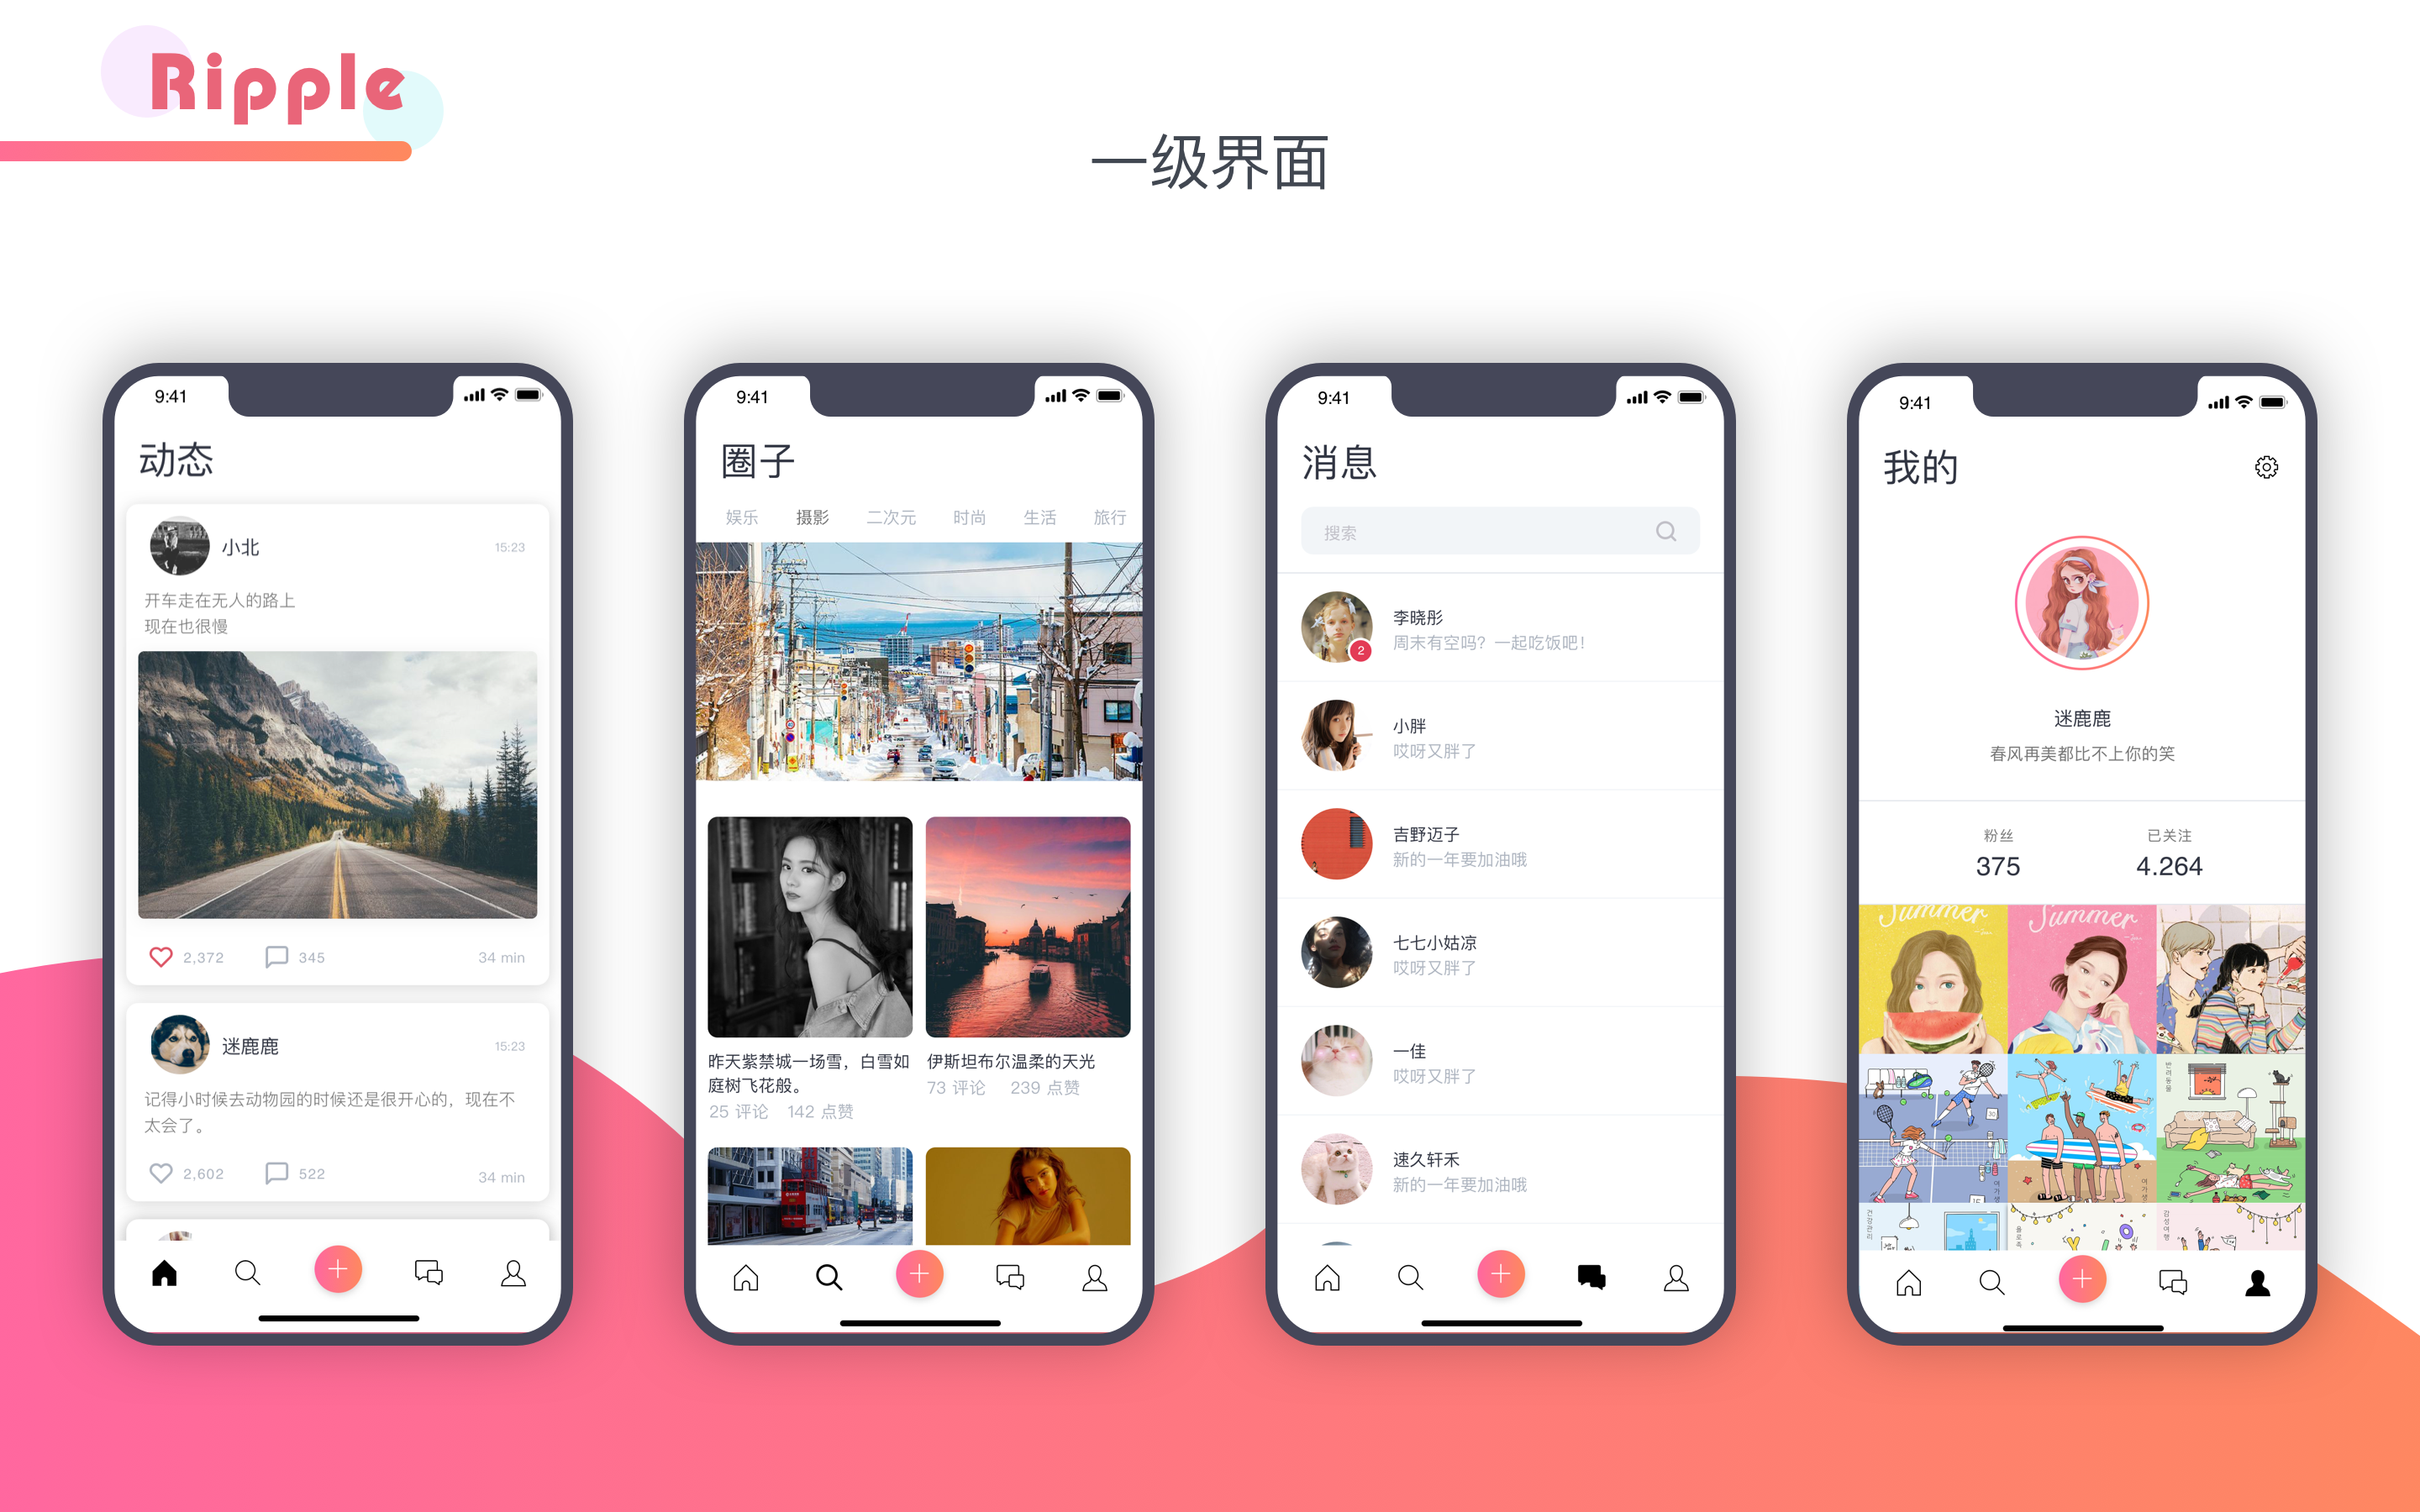 Ripple
一级界面
9:41
动态
小北
15:23
开车走在无人的路上
现在也很慢
2,372
345
34 min
迷鹿鹿
15:23
记得小时候去动物园的时候还是很开心的，现在不
太会了。
2,602
522
34 min
9:41
圈子
娱乐
摄影
二次元
时尚
生活
旅行
昨天紫禁城一场雪，白雪如
庭树飞花般。
25 评论 142 点赞
伊斯坦布尔温柔的天光
73 评论 239 点赞
9:41
消息
搜索
2
李晓彤
周末有空吗？一起吃饭吧！
小胖
哎呀又胖了
吉野迈子
新的一年要加油哦
七七小姑凉
哎呀又胖了
一佳
哎呀又胖了
速久轩禾
新的一年要加油哦
9:41
我的
迷鹿鹿
春风再美都比不上你的笑
粉丝
375
已关注
4.264
Summer
Summer
반려동물